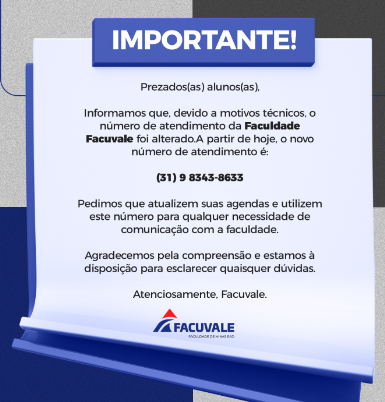 IMPORTANTE!
Prezados(as) alunos(as),
Informamos que, devido a motivos técnicos, o
número de atendimento da Faculdade
Facuvale foi alterado.A partir de hoje, o novo
número de atendimento é:
(31) 9 8343-8633
Pedimos que atualizem suas agendas e utilizem
este número para qualquer necessidade de
comunicação com a faculdade.
Agradecemos pela compreensão e estamos à
disposição para esclarecer quaisquer dúvidas.
Atenciosamente, Facuvale.
FACUVALE